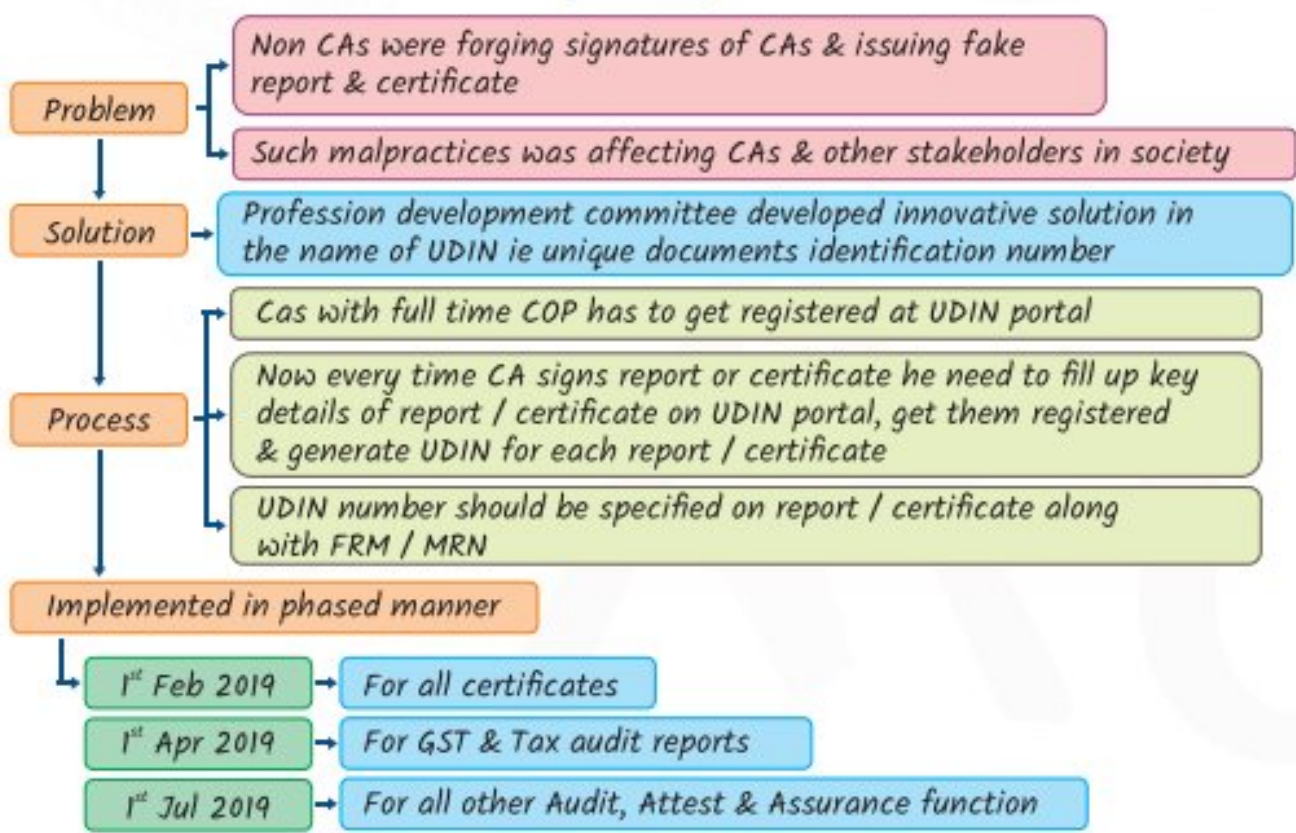 Problem
Non CAs were forging signatures of CAs & issuing fake
report & certificate
Such malpractices was affecting CAs & other stakeholders in society
Solution
Profession development committee developed innovative solution in
the name of UDIN ie unique documents identification number
Process
Cas with full time COP has to get registered at UDIN portal
Now every time CA signs report or certificate he need to fill up key
details of report / certificate on UDIN portal, get them registered
& generate UDIN for each report / certificate
UDIN number should be specified on report / certificate along
with FRM / MRN
Implemented in phased manner
1st Feb 2019
For all certificates
1st Apr 2019
For GST & Tax audit reports
1st Jul 2019
For all other Audit, Attest & Assurance function